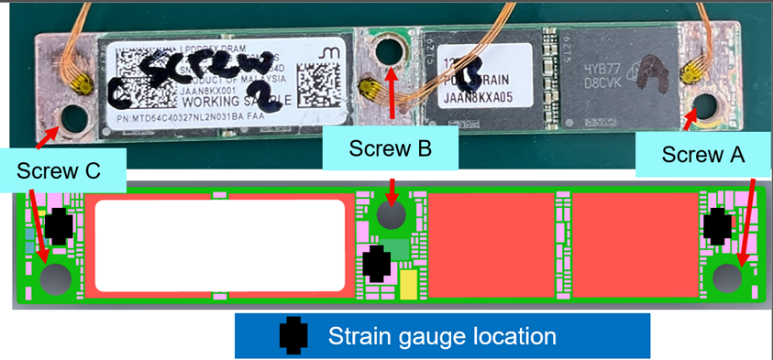 LPDDR5X DRAM
SCREW
2
C
PRODUCT OF MALAYSIA
JAAN8KX001
WORKING SAMPLE
PN:MTD64C40327NL2N031BA FAA
B
JAAN8KXA05
4YB77
D8CVK
A
Screw C
Screw B
Screw A
Strain gauge location